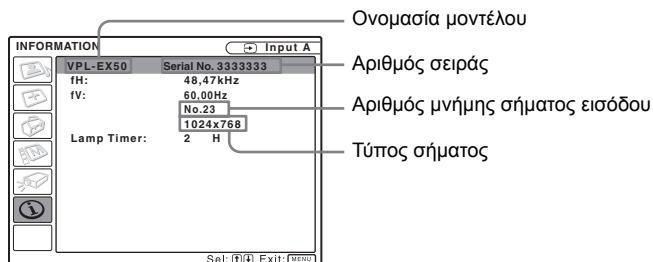 Ονομασία μοντέλου
INFORMATION Input A
VPL-EX50 Serial No. 3333333
Αριθμός σειράς
fH: 48,47kHz
fV: 60,00Hz
No.23
Αριθμός μνήμης σήματος εισόδου
1024x768
Lamp Timer: 2 H
Τύπος σήματος
Sel: Exit: MENU